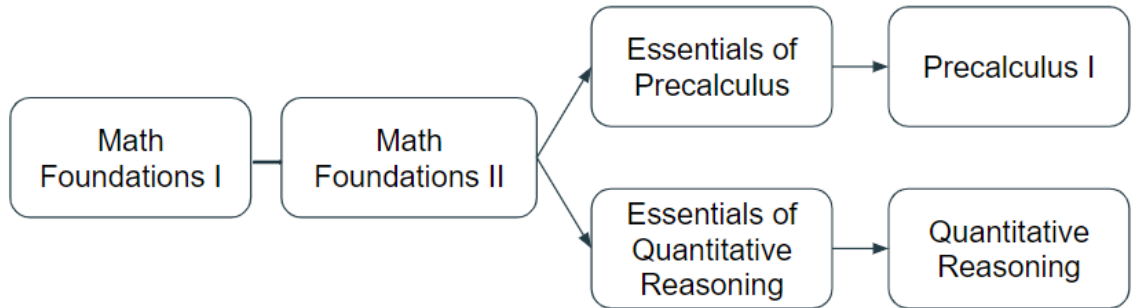 Math
Foundations I
Math
Foundations II
Essentials of
Precalculus
Precalculus I
Essentials of
Quantitative
Reasoning
Quantitative
Reasoning